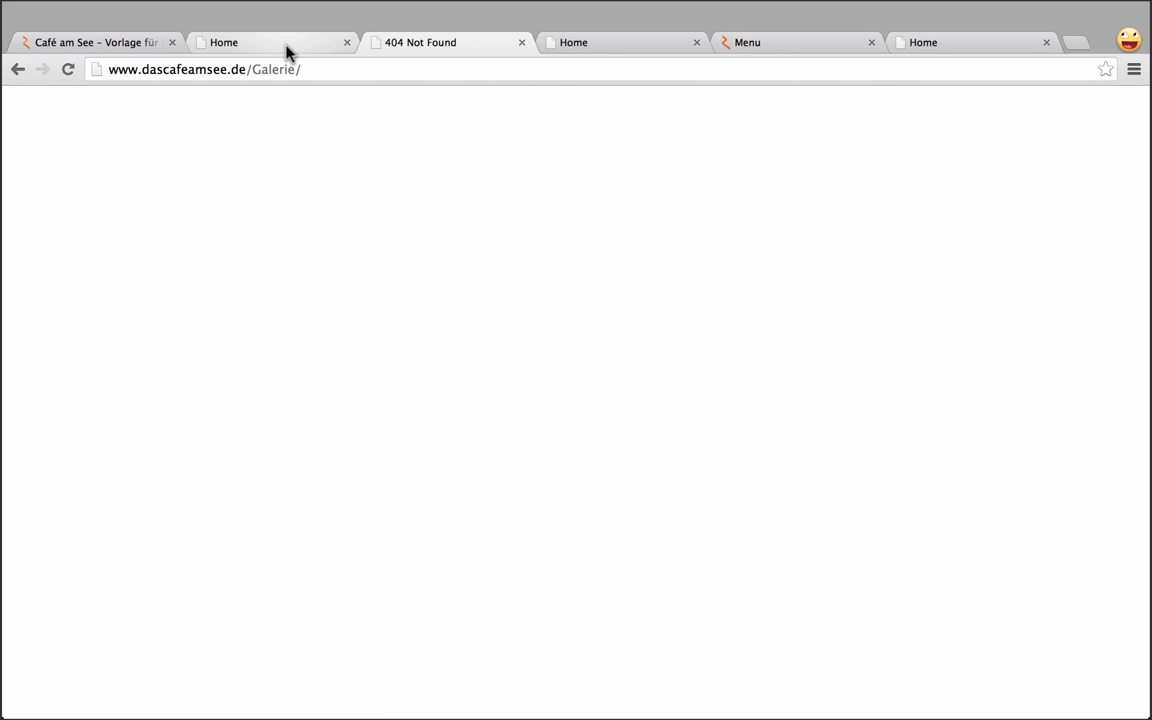 Café am See – Vorlage für
Home
404 Not Found
Home
Menu
Home
www.dascafeamsee.de/Galerie/